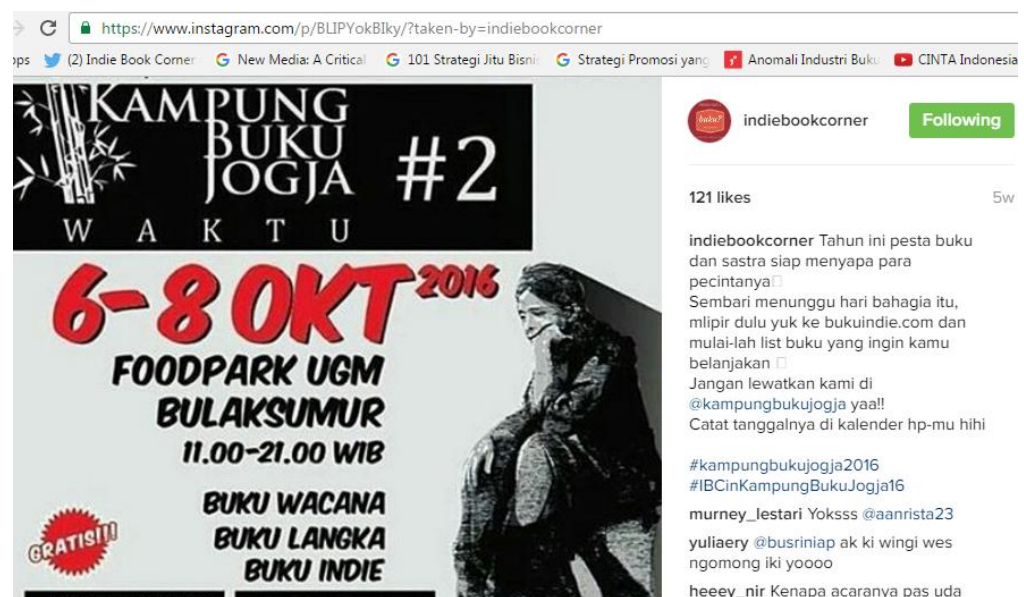 https://www.instagram.com/p/BLIPYokBIky/?taken-by=indiebookcorner
(2) Indie Book Corner
New Media: A Critical
101 Strategi Jitu Bisni
Strategi Promosi yang
Anomali Industri Buku
CINTA Indonesia
KAMPUNG
BUKU
JOGJA
#2
WAKTU
6-8 OKT 2016
FOODPARK UGM
BULAKSUMUR
11.00-21.00 WIB
GRATIS!!!
BUKU WACANA
BUKU LANGKA
BUKU INDIE
buku?
indiebookcorner
Following
121 likes
5w
indiebookcorner Tahun ini pesta buku
dan sastra siap menyapa para
pecintanya
Sembari menunggu hari bahagia itu,
mlipir dulu yuk ke bukuindie.com dan
mulai-lah list buku yang ingin kamu
belanjakan
Jangan lewatkan kami di
@kampungbukujogja yaa!!
Catat tanggalnya di kalender hp-mu hihi
#kampungbukujogja2016
#IBCinKampungBukuJogja16
murney_lestari Yoksss @aanrista23
yuliaery @busriniap ak ki wingi wes
ngomong iki yoooo
heeey_nir Kenapa acaranya pas uda